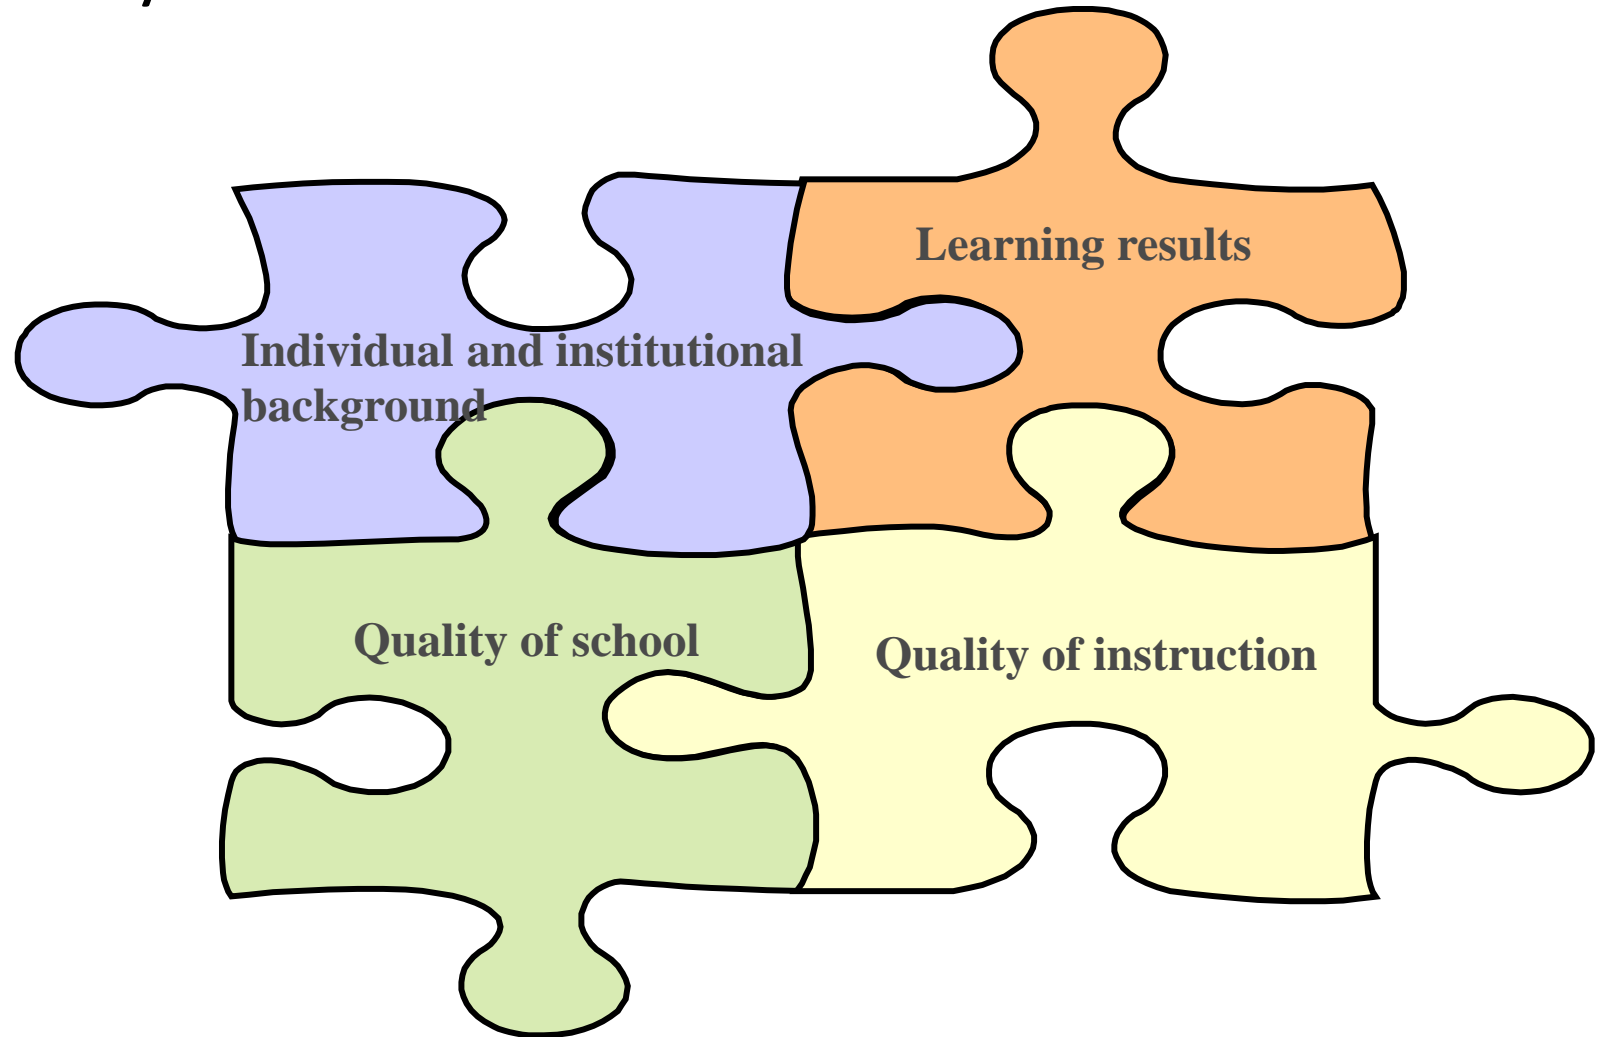 Learning results
Individual and institutional
background
Quality of school
Quality of instruction